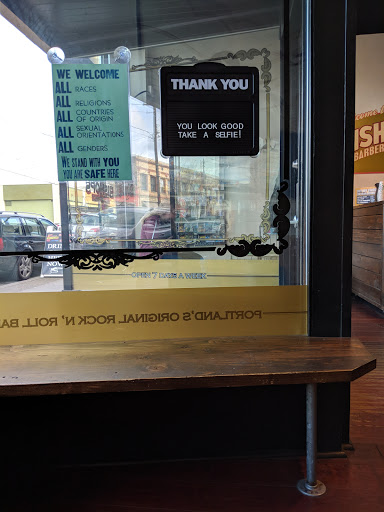 WE WELCOME
ALL RACES
ALL RELIGIONS
ALL COUNTRIES OF ORIGIN
ALL SEXUAL ORIENTATIONS
ALL GENDERS
WE STAND WITH YOU
YOU ARE SAFE HERE
THANK YOU
YOU LOOK GOOD
TAKE A SELFIE!
BARBER
OPEN 7 DAYS A WEEK
PORTLAND'S ORIGINAL ROCK N' ROLL BA